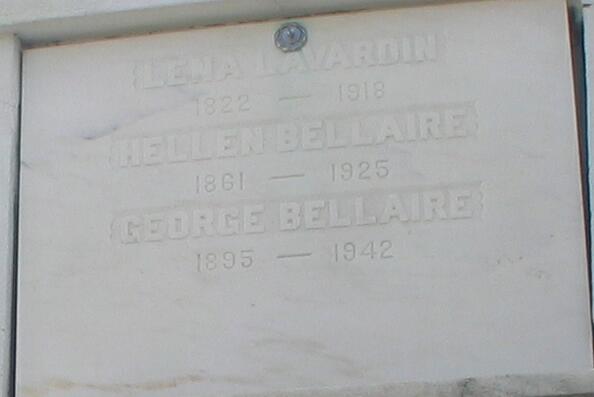 LENA LAVARDIN
1822 — 1918
HELLEN BELLAIRE
1861 — 1925
GEORGE BELLAIRE
1895 — 1942